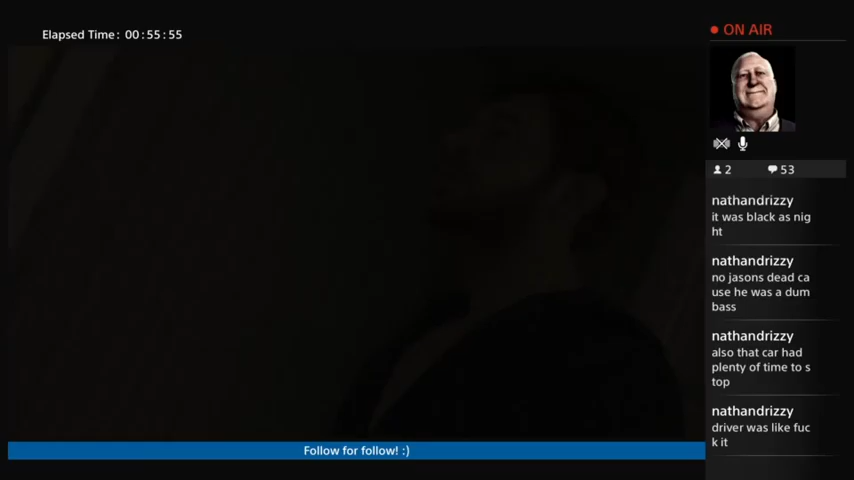 Elapsed Time: 00:55:55
ON AIR
2 53
nathandrizzy
it was black as nig
ht
nathandrizzy
no jasons dead ca
use he was a dum
bass
nathandrizzy
also that car had
plenty of time to s
top
nathandrizzy
driver was like fuc
k it
Follow for follow! :)